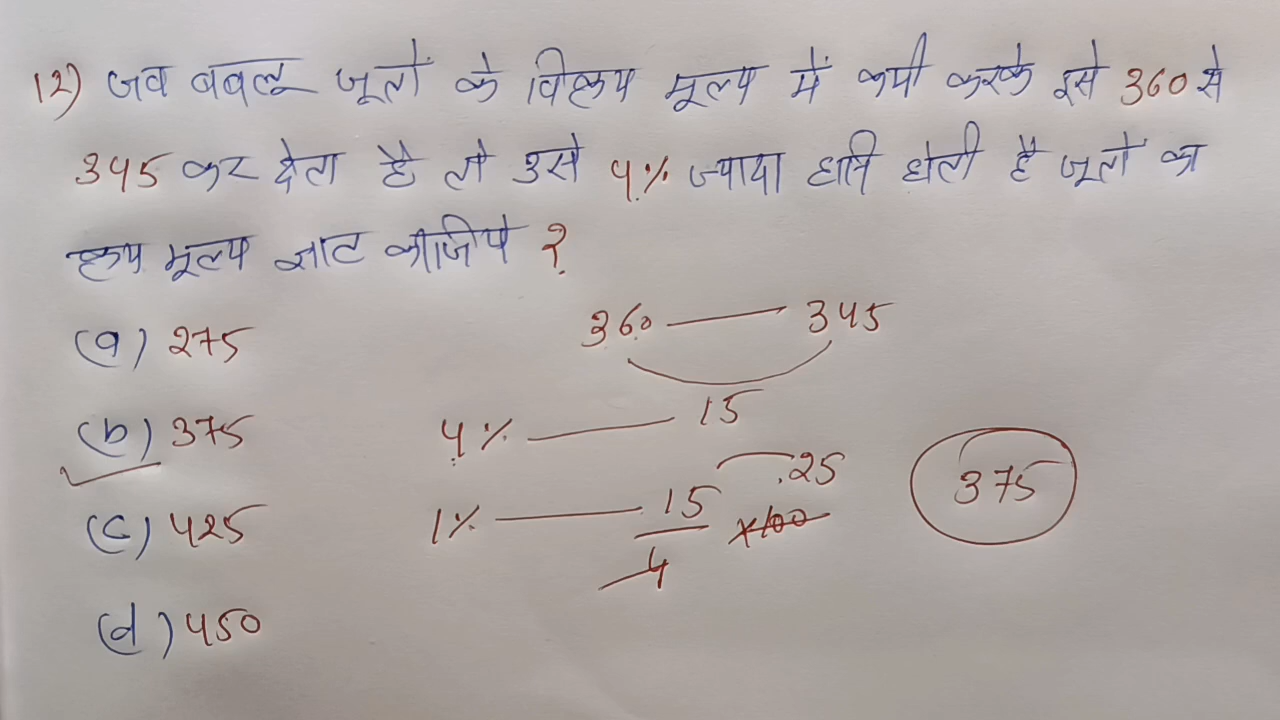 12) जब बबलू जूतों के विक्रय मूल्य में कमी करके इसे 360 से
345 कर देता है तो उसे 4% ज्यादा हानि होती है जूतों का
क्रय मूल्य ज्ञात कीजिये ?
(a) 275
(b) 375
(c) 425
(d) 450
360 — 345
4% — 15
1% — 15/4 ×100 25
375